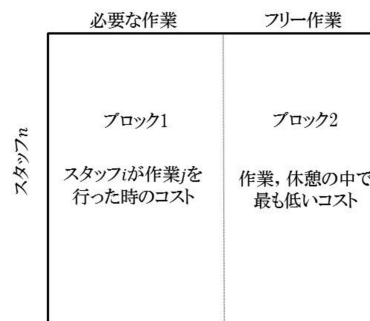 必要な作業
フリー作業
スタッフn
ブロック1
スタッフiが作業jを
行った時のコスト
ブロック2
作業，休憩の中で
最も低いコスト